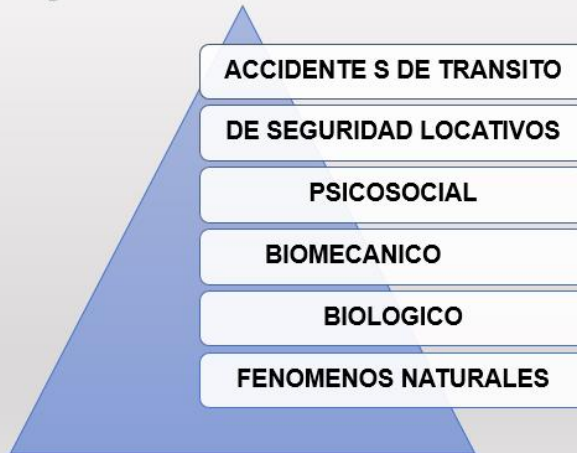 ACCIDENTE S DE TRANSITO
DE SEGURIDAD LOCATIVOS
PSICOSOCIAL
BIOMECANICO
BIOLOGICO
FENOMENOS NATURALES